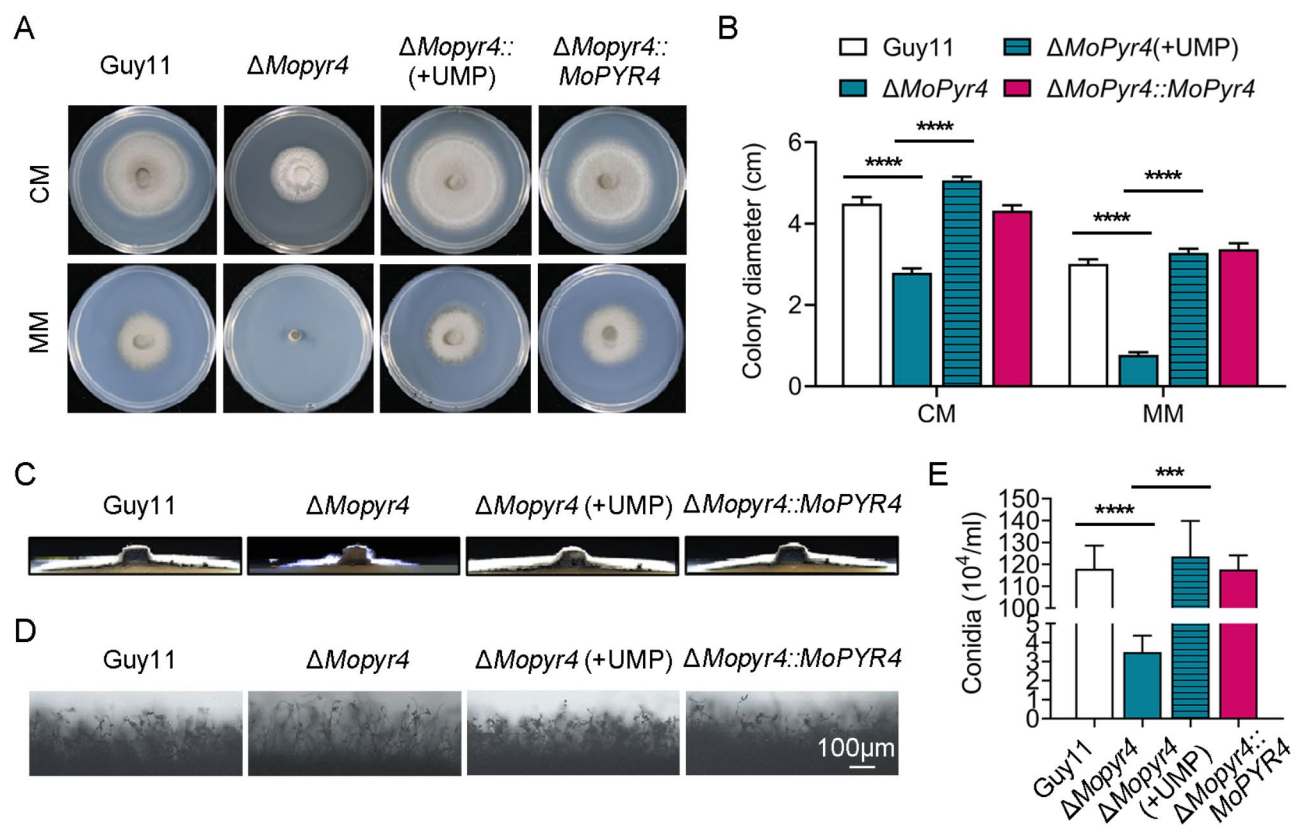 A
Guy11
ΔMopyr4
ΔMopyr4::
(+UMP)
ΔMopyr4::
MoPYR4
CM
MM
B
Guy11
ΔMoPyr4(+UMP)
ΔMoPyr4
ΔMoPyr4::MoPyr4
Colony diameter (cm)
6
4
2
0
****
****
****
****
CM
MM
C
Guy11
ΔMopyr4
ΔMopyr4 (+UMP)
ΔMopyr4::MoPYR4
D
Guy11
ΔMopyr4
ΔMopyr4 (+UMP)
ΔMopyr4::MoPYR4
100μm
E
Conidia (10⁴/ml)
150
140
130
120
110
100
5
4
3
2
1
0
****
***
Guy11
ΔMopyr4
ΔMopyr4
(+UMP)
ΔMopyr4::
MoPYR4